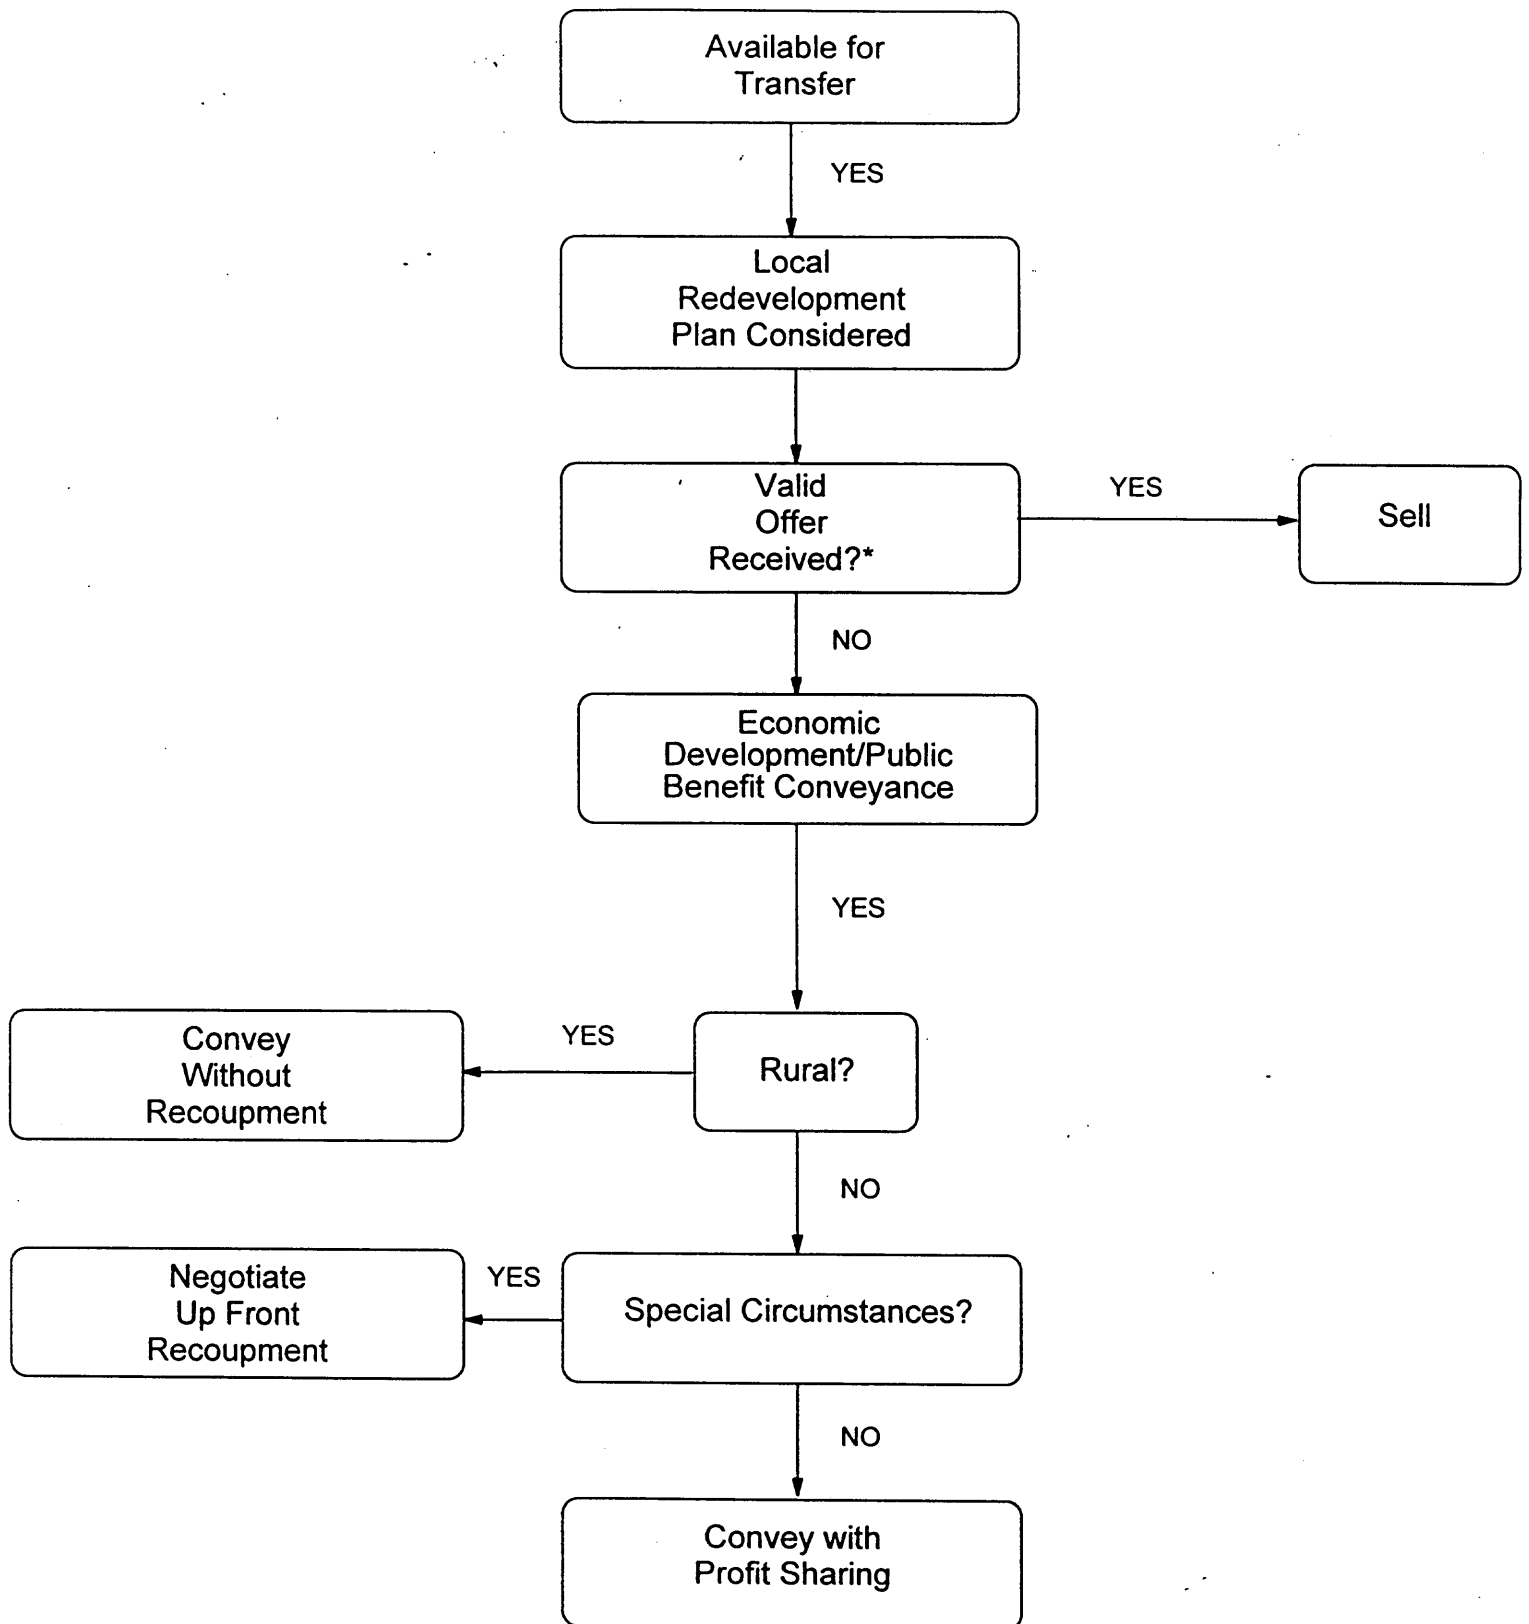 Available for
Transfer
YES
Local
Redevelopment
Plan Considered
Valid
Offer
Received?*
YES
Sell
NO
Economic
Development/Public
Benefit Conveyance
YES
Convey
Without
Recoupment
YES
Rural?
NO
Negotiate
Up Front
Recoupment
YES
Special Circumstances?
NO
Convey with
Profit Sharing